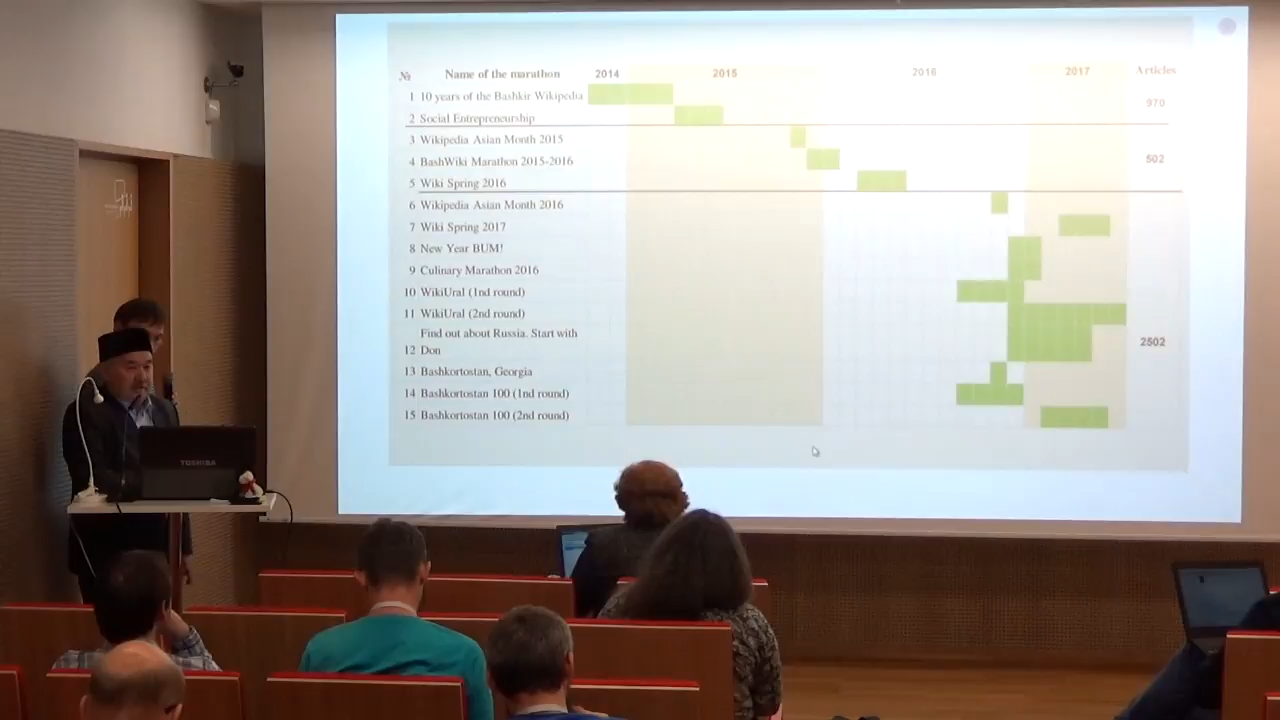 № Name of the marathon 2014 2015 2016 2017 Articles
1 10 years of the Bashkir Wikipedia
970
2 Social Entrepreneurship
3 Wikipedia Asian Month 2015
4 BashWiki Marathon 2015-2016 502
5 Wiki Spring 2016
6 Wikipedia Asian Month 2016
7 Wiki Spring 2017
8 New Year BUM!
9 Culinary Marathon 2016
10 WikiUral (1nd round)
11 WikiUral (2nd round)
Find out about Russia. Start with
2502
12 Don
13 Bashkortostan, Georgia
14 Bashkortostan 100 (1nd round)
15 Bashkortostan 100 (2nd round)
TOSHIBA